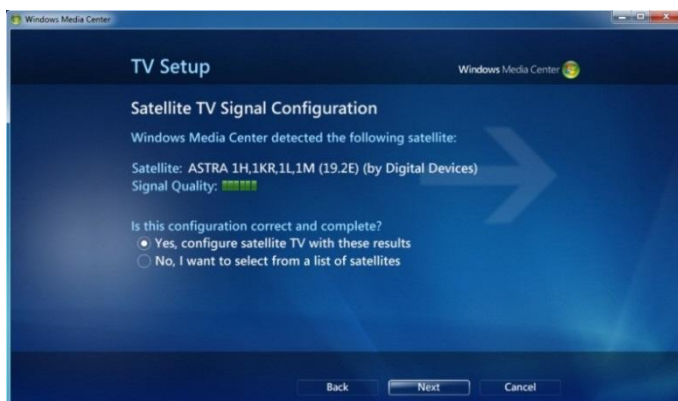 Windows Media Center
TV Setup
Windows Media Center
Satellite TV Signal Configuration
Windows Media Center detected the following satellite:
Satellite: ASTRA 1H,1KR,1L,1M (19.2E) (by Digital Devices)
Signal Quality:
Is this configuration correct and complete?
Yes, configure satellite TV with these results
No, I want to select from a list of satellites
Back Next Cancel